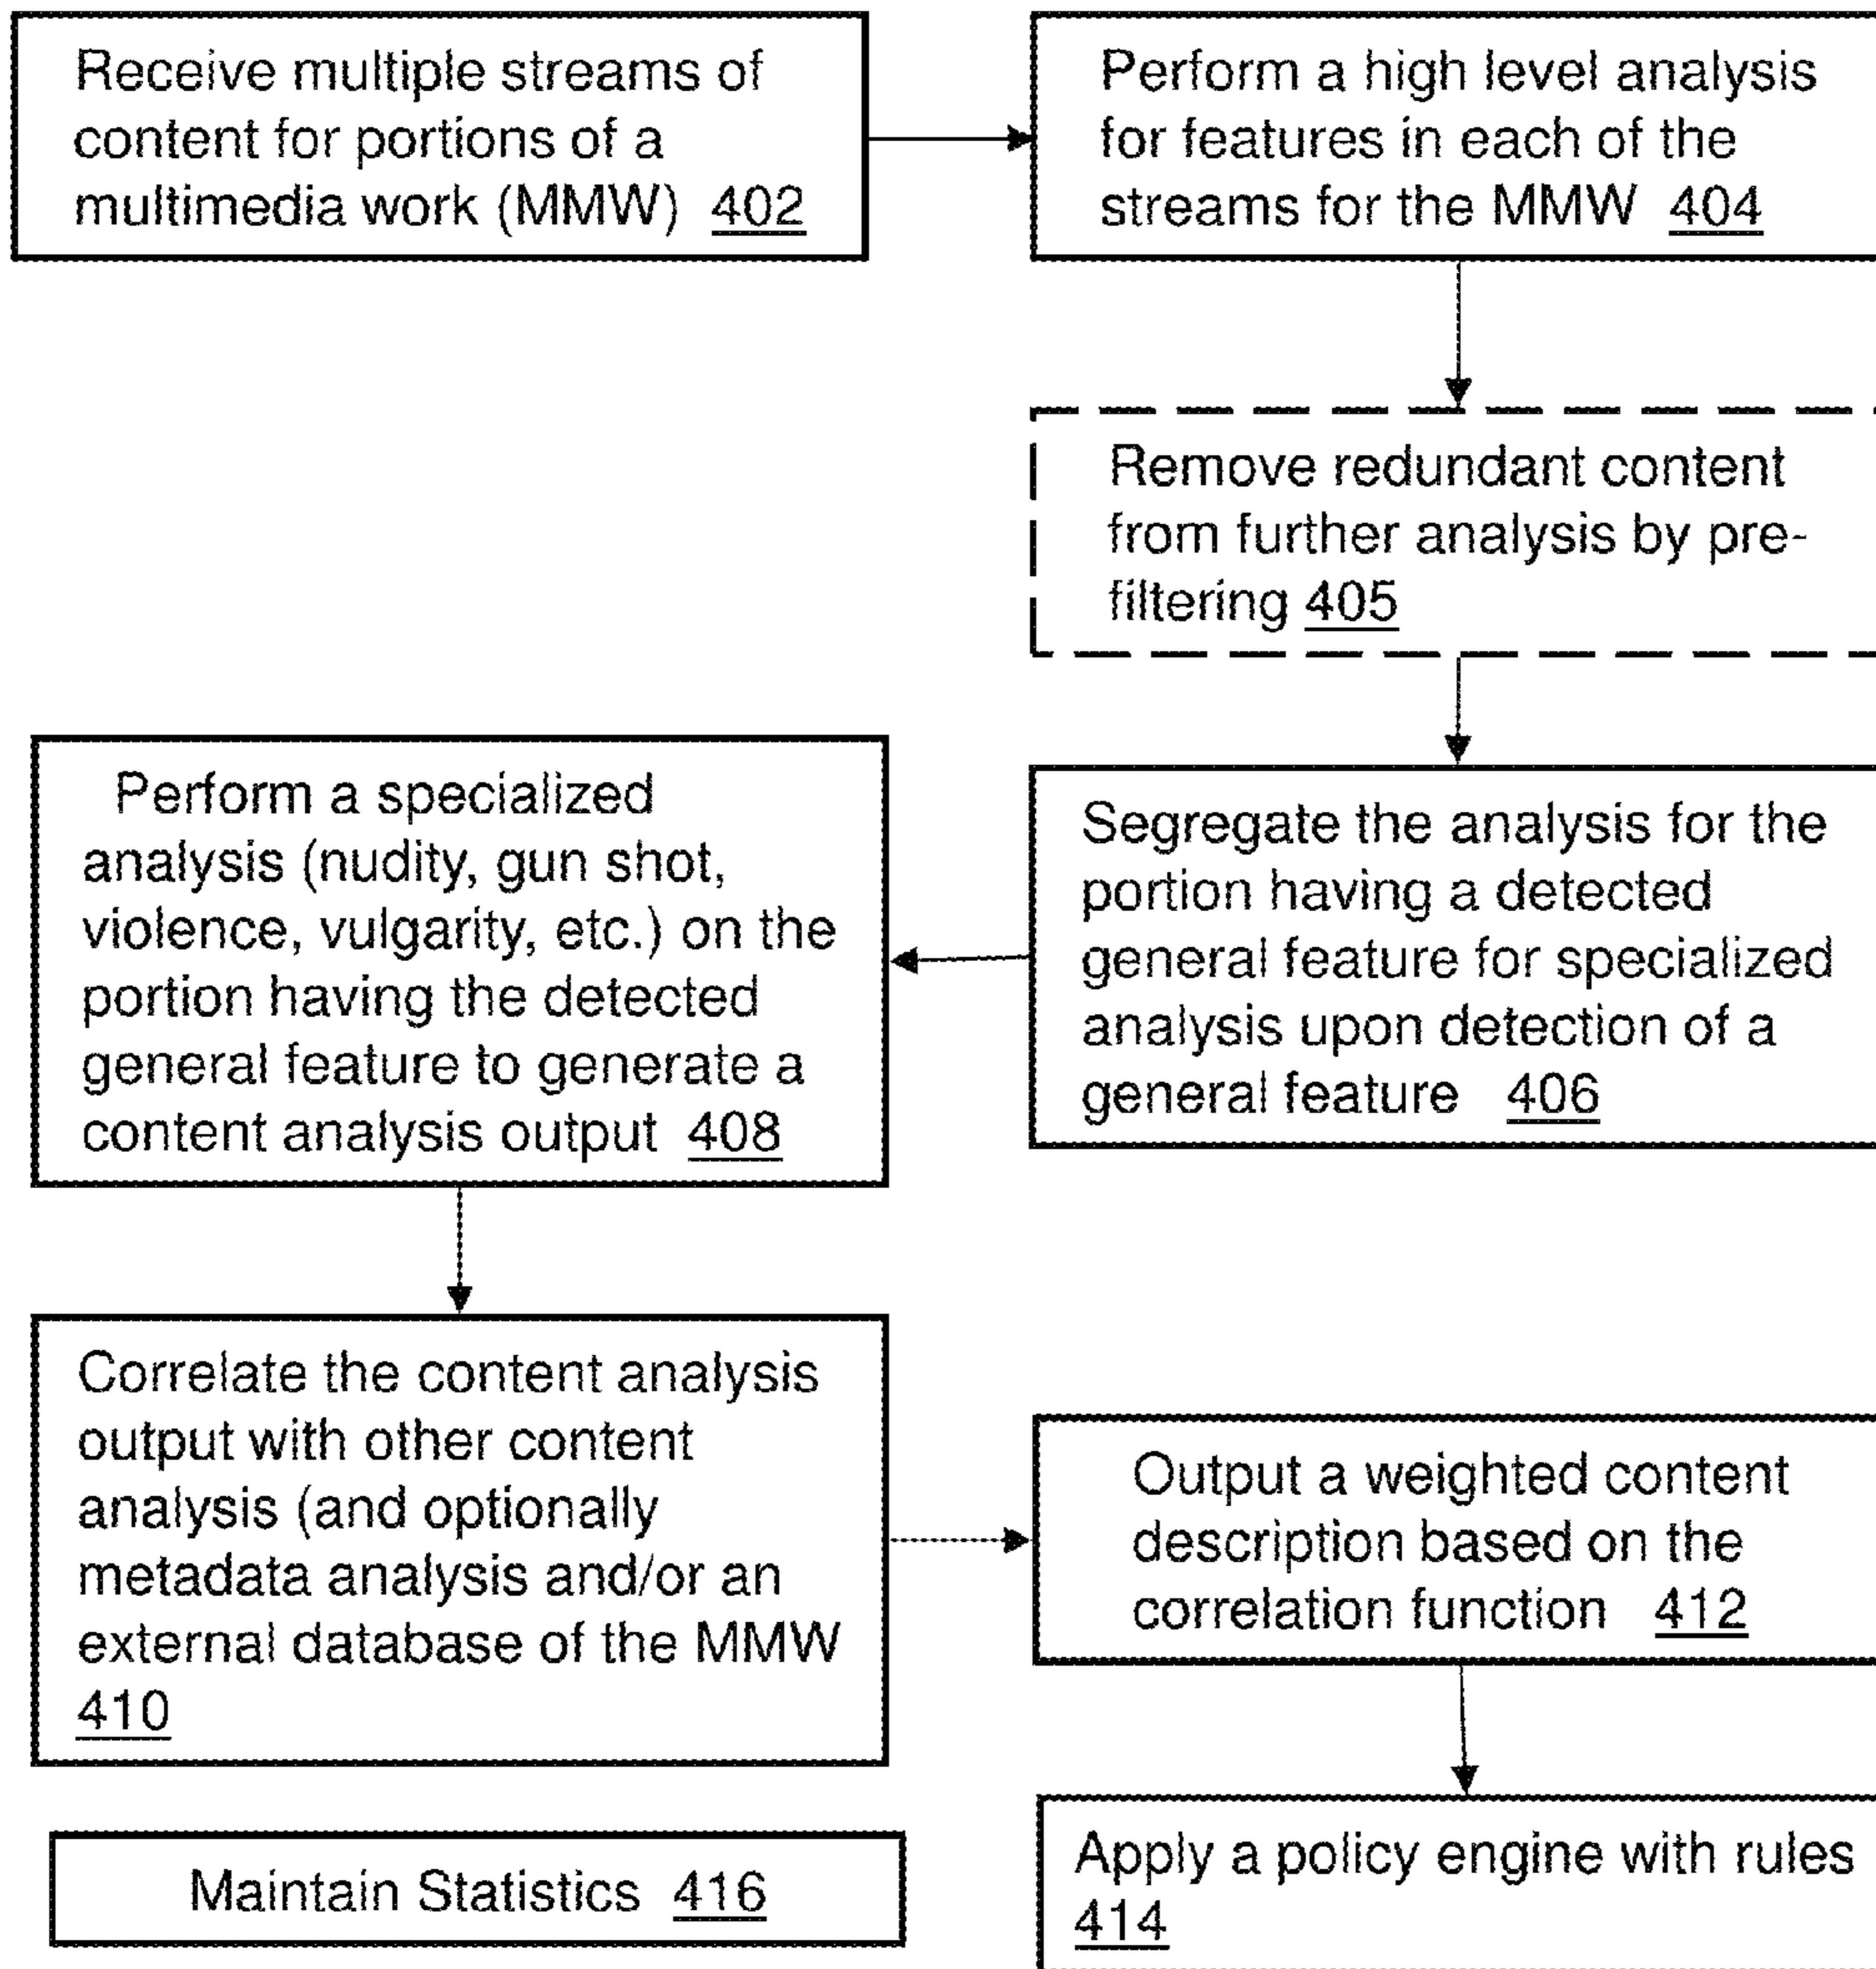 Receive multiple streams of
content for portions of a
multimedia work (MMW) 402
Perform a high level analysis
for features in each of the
streams for the MMW 404
Remove redundant content
from further analysis by pre-
filtering 405
Segregate the analysis for the
portion having a detected
general feature for specialized
analysis upon detection of a
general feature 406
Perform a specialized
analysis (nudity, gun shot,
violence, vulgarity, etc.) on the
portion having the detected
general feature to generate a
content analysis output 408
Correlate the content analysis
output with other content
analysis (and optionally
metadata analysis and/or an
external database of the MMW
410
Output a weighted content
description based on the
correlation function 412
Apply a policy engine with rules
414
Maintain Statistics 416